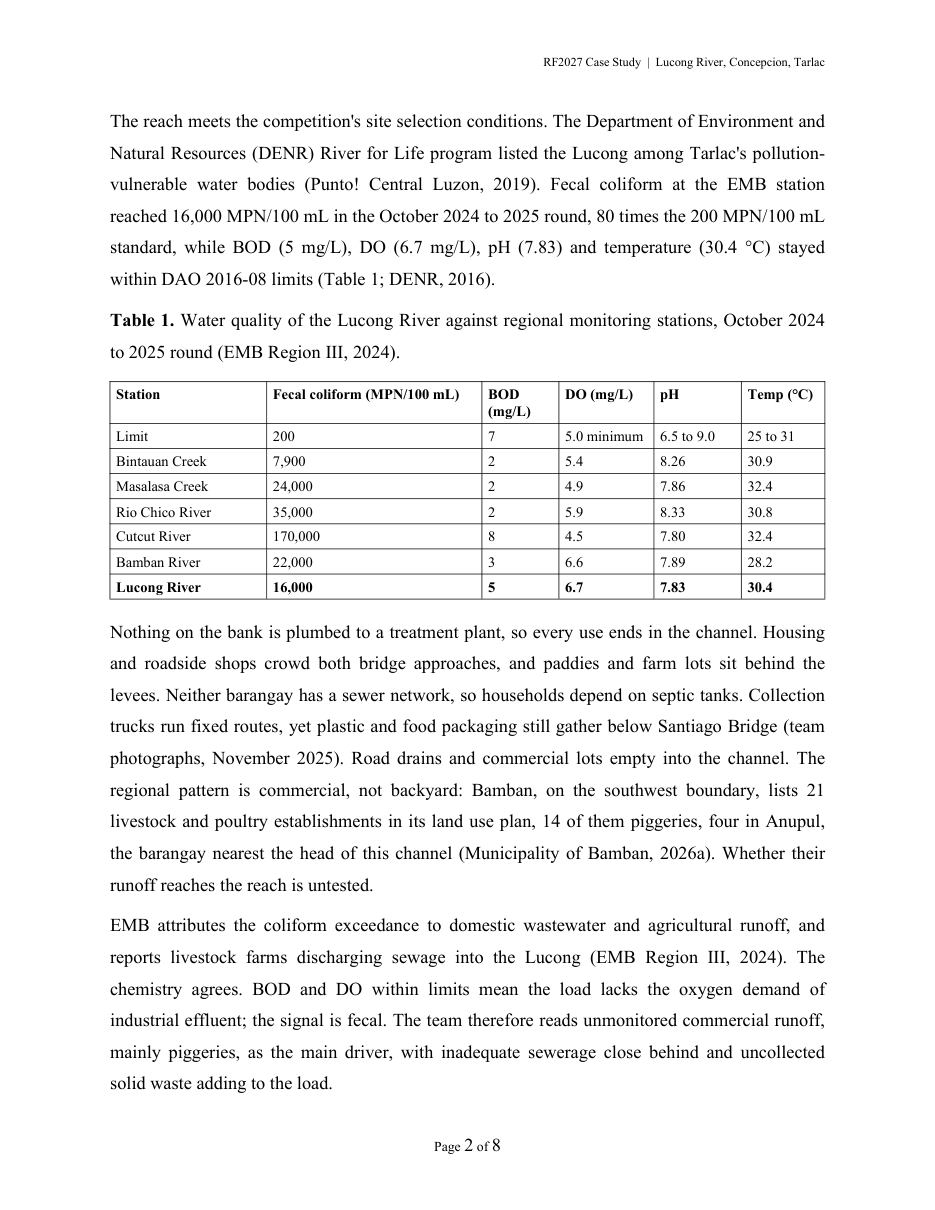 RF2027 Case Study | Lucong River, Concepcion, Tarlac
The reach meets the competition's site selection conditions. The Department of Environment and
Natural Resources (DENR) River for Life program listed the Lucong among Tarlac's pollution-
vulnerable water bodies (Punto! Central Luzon, 2019). Fecal coliform at the EMB station
reached 16,000 MPN/100 mL in the October 2024 to 2025 round, 80 times the 200 MPN/100 mL
standard, while BOD (5 mg/L), DO (6.7 mg/L), pH (7.83) and temperature (30.4 °C) stayed
within DAO 2016-08 limits (Table 1; DENR, 2016).
Table 1. Water quality of the Lucong River against regional monitoring stations, October 2024
to 2025 round (EMB Region III, 2024).
Station Fecal coliform (MPN/100 mL) BOD (mg/L) DO (mg/L) pH Temp (°C)
Limit 200 7 5.0 minimum 6.5 to 9.0 25 to 31
Bintauan Creek 7,900 2 5.4 8.26 30.9
Masalasa Creek 24,000 2 4.9 7.86 32.4
Rio Chico River 35,000 2 5.9 8.33 30.8
Cutcut River 170,000 8 4.5 7.80 32.4
Bamban River 22,000 3 6.6 7.89 28.2
Lucong River 16,000 5 6.7 7.83 30.4
Nothing on the bank is plumbed to a treatment plant, so every use ends in the channel. Housing
and roadside shops crowd both bridge approaches, and paddies and farm lots sit behind the
levees. Neither barangay has a sewer network, so households depend on septic tanks. Collection
trucks run fixed routes, yet plastic and food packaging still gather below Santiago Bridge (team
photographs, November 2025). Road drains and commercial lots empty into the channel. The
regional pattern is commercial, not backyard: Bamban, on the southwest boundary, lists 21
livestock and poultry establishments in its land use plan, 14 of them piggeries, four in Anupul,
the barangay nearest the head of this channel (Municipality of Bamban, 2026a). Whether their
runoff reaches the reach is untested.
EMB attributes the coliform exceedance to domestic wastewater and agricultural runoff, and
reports livestock farms discharging sewage into the Lucong (EMB Region III, 2024). The
chemistry agrees. BOD and DO within limits mean the load lacks the oxygen demand of
industrial effluent; the signal is fecal. The team therefore reads unmonitored commercial runoff,
mainly piggeries, as the main driver, with inadequate sewerage close behind and uncollected
solid waste adding to the load.
Page 2 of 8